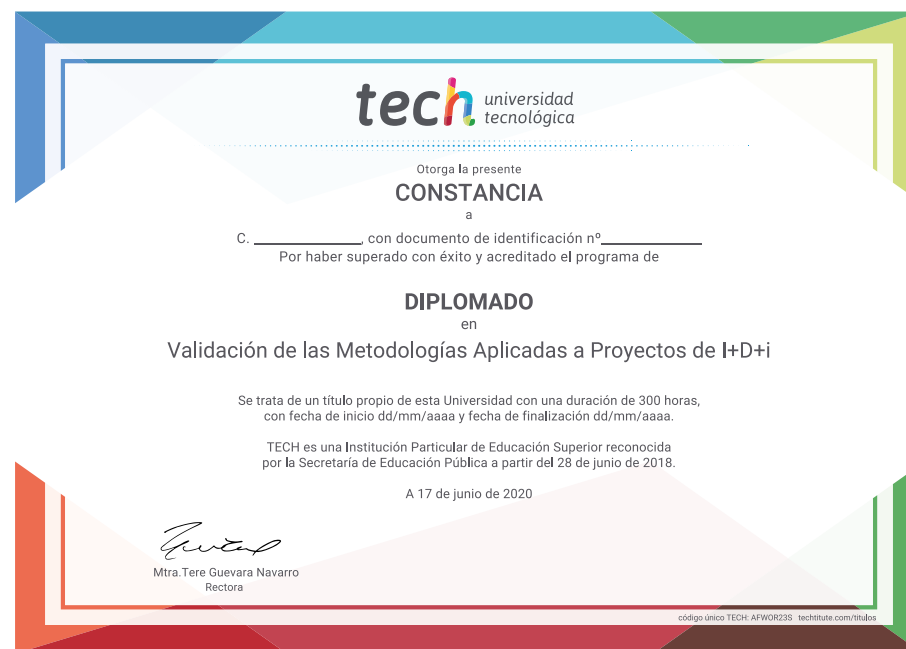 tech universidad
tecnológica
Otorga la presente
CONSTANCIA
a
C. ____________, con documento de identificación nº____________
Por haber superado con éxito y acreditado el programa de
DIPLOMADO
en
Validación de las Metodologías Aplicadas a Proyectos de I+D+i
Se trata de un título propio de esta Universidad con una duración de 300 horas,
con fecha de inicio dd/mm/aaaa y fecha de finalización dd/mm/aaaa.
TECH es una Institución Particular de Educación Superior reconocida
por la Secretaría de Educación Pública a partir del 28 de junio de 2018.
A 17 de junio de 2020
Mtra.Tere Guevara Navarro
Rectora
código único TECH: AFWOR23S techtitute.com/titulos